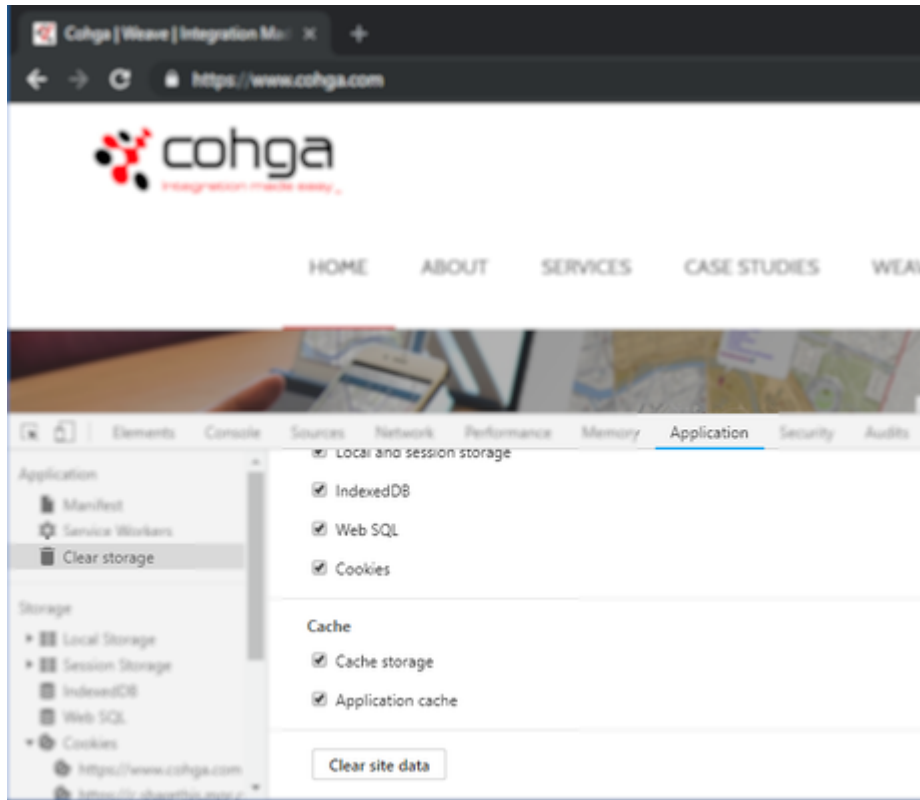 Cohga | Weave | Integration Ma
https://www.cohga.com
cohga
Integration made easy_
HOME ABOUT SERVICES CASE STUDIES WEAV
Elements Console Sources Network Performance Memory Application Security Audits
Application
Manifest
Service Workers
Clear storage
Storage
Local Storage
Session Storage
IndexedDB
Web SQL
Cookies
https://www.cohga.com
Local and session storage
IndexedDB
Web SQL
Cookies
Cache
Cache storage
Application cache
Clear site data